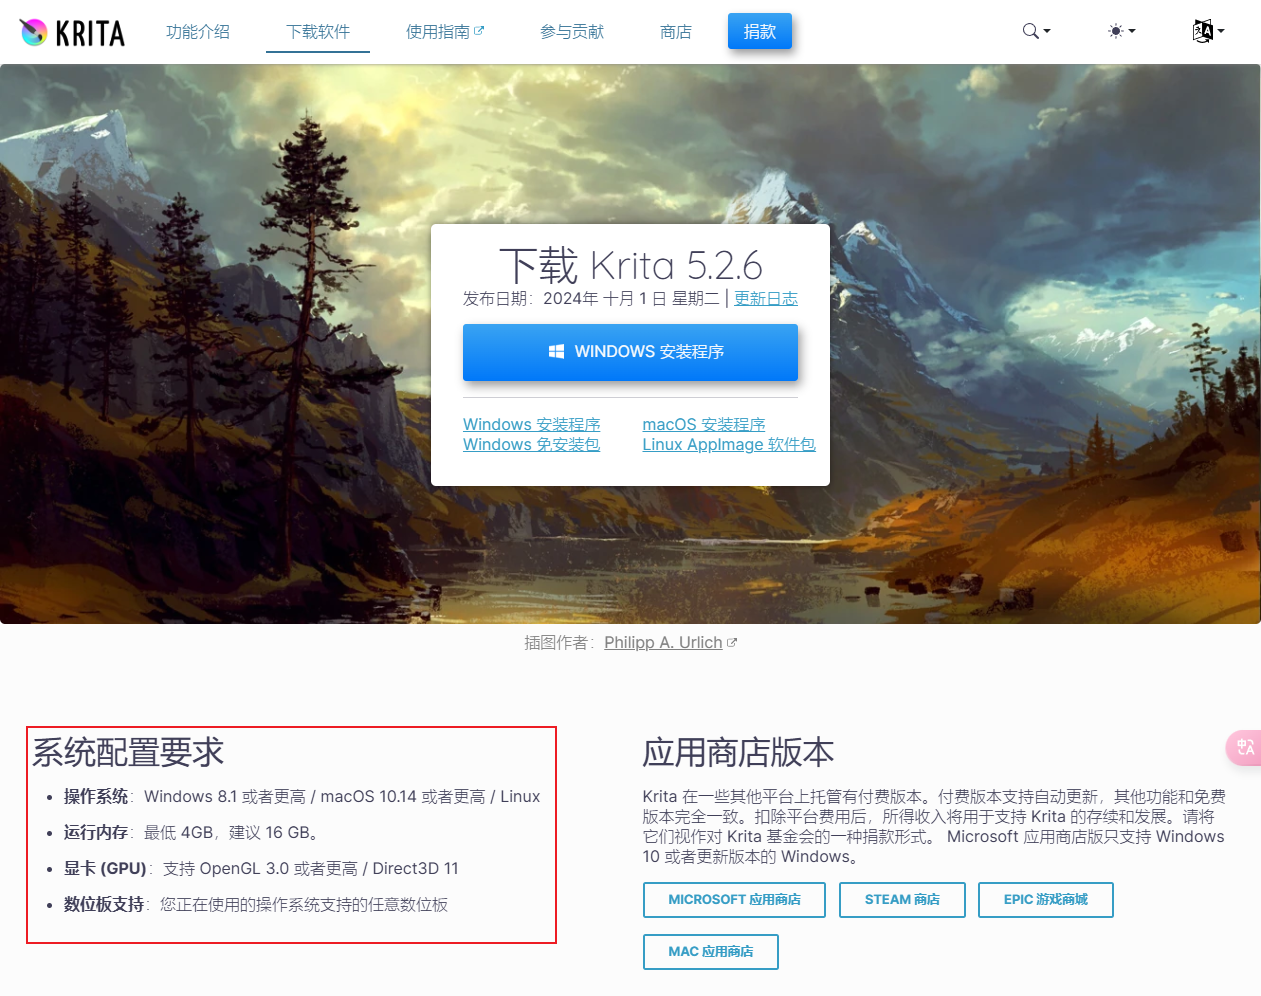 KRITA
功能介绍
下载软件
使用指南
参与贡献
商店
捐款
下载 Krita 5.2.6
发布日期：2024年 十月 1 日 星期二 | 更新日志
WINDOWS 安装程序
Windows 安装程序
macOS 安装程序
Windows 免安装包
Linux AppImage 软件包
插图作者：Philipp A. Urlich
系统配置要求
操作系统：Windows 8.1 或者更高 / macOS 10.14 或者更高 / Linux
运行内存：最低 4GB，建议 16 GB。
显卡 (GPU)：支持 OpenGL 3.0 或者更高 / Direct3D 11
数位板支持：您正在使用的操作系统支持的任意数位板
应用商店版本
Krita 在一些其他平台上托管有付费版本。付费版本支持自动更新，其他功能和免费
版本完全一致。扣除平台费用后，所得收入将用于支持 Krita 的存续和发展。请将
它们视作对 Krita 基金会的一种捐款形式。 Microsoft 应用商店版只支持 Windows
10 或者更新版本的 Windows。
MICROSOFT 应用商店
STEAM 商店
EPIC 游戏商城
MAC 应用商店